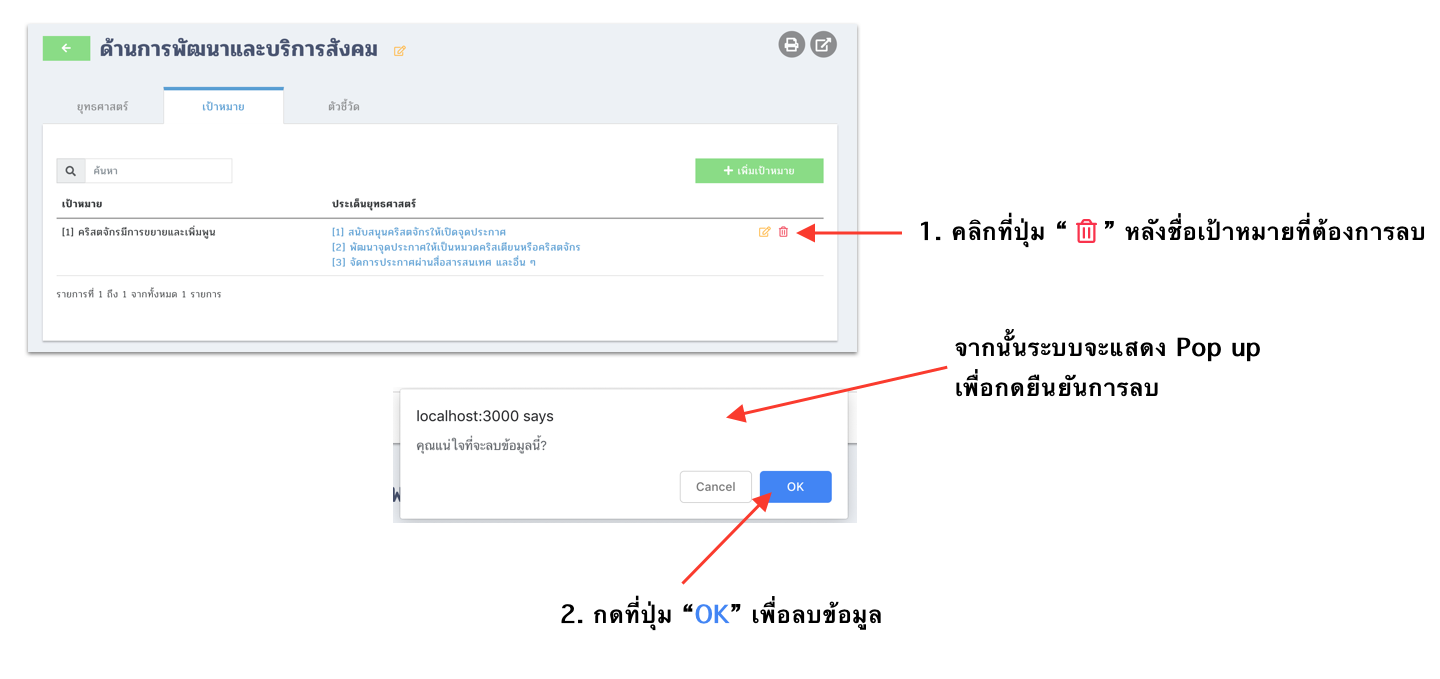 ด้านการพัฒนาและบริการสังคม
ยุทธศาสตร์ เป้าหมาย ตัวชี้วัด
ค้นหา
+ เพิ่มเป้าหมาย
เป้าหมาย ประเด็นยุทธศาสตร์
[1] คริสตจักรมีการขยายและเพิ่มพูน
[1] สนับสนุนคริสตจักรให้เปิดจุดประกาศ
[2] พัฒนาจุดประกาศให้เป็นหมวดคริสเตียนหรือคริสตจักร
[3] จัดการประกาศผ่านสื่อสารสนเทศ และอื่น ๆ
รายการที่ 1 ถึง 1 จากทั้งหมด 1 รายการ
1. คลิกที่ปุ่ม “ ” หลังชื่อเป้าหมายที่ต้องการลบ
จากนั้นระบบจะแสดง Pop up
เพื่อกดยืนยันการลบ
localhost:3000 says
คุณแน่ใจที่จะลบข้อมูลนี้?
Cancel OK
2. กดที่ปุ่ม “OK” เพื่อลบข้อมูล